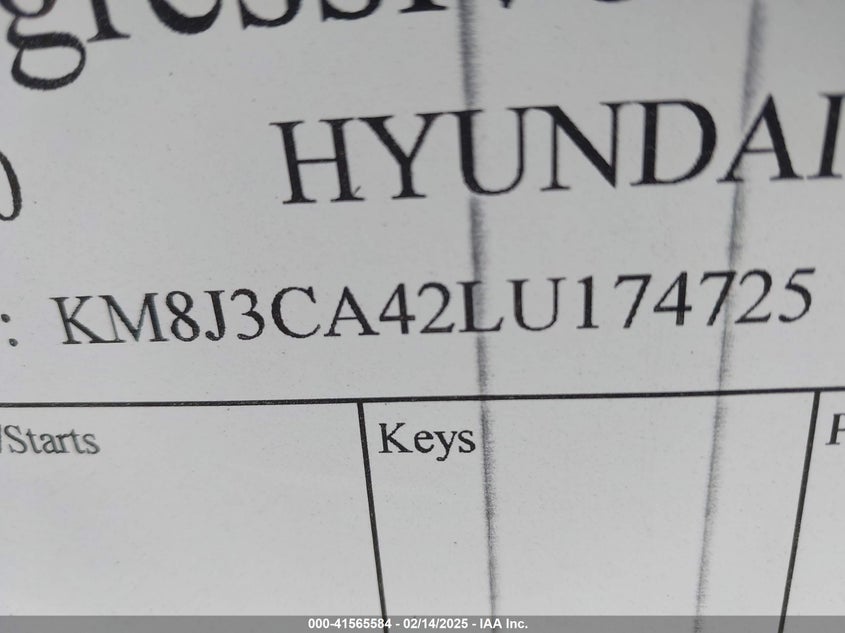 HYUNDAI
: KM8J3CA42LU174725
/Starts Keys
000-41565584 - 02/14/2025 - IAA Inc.